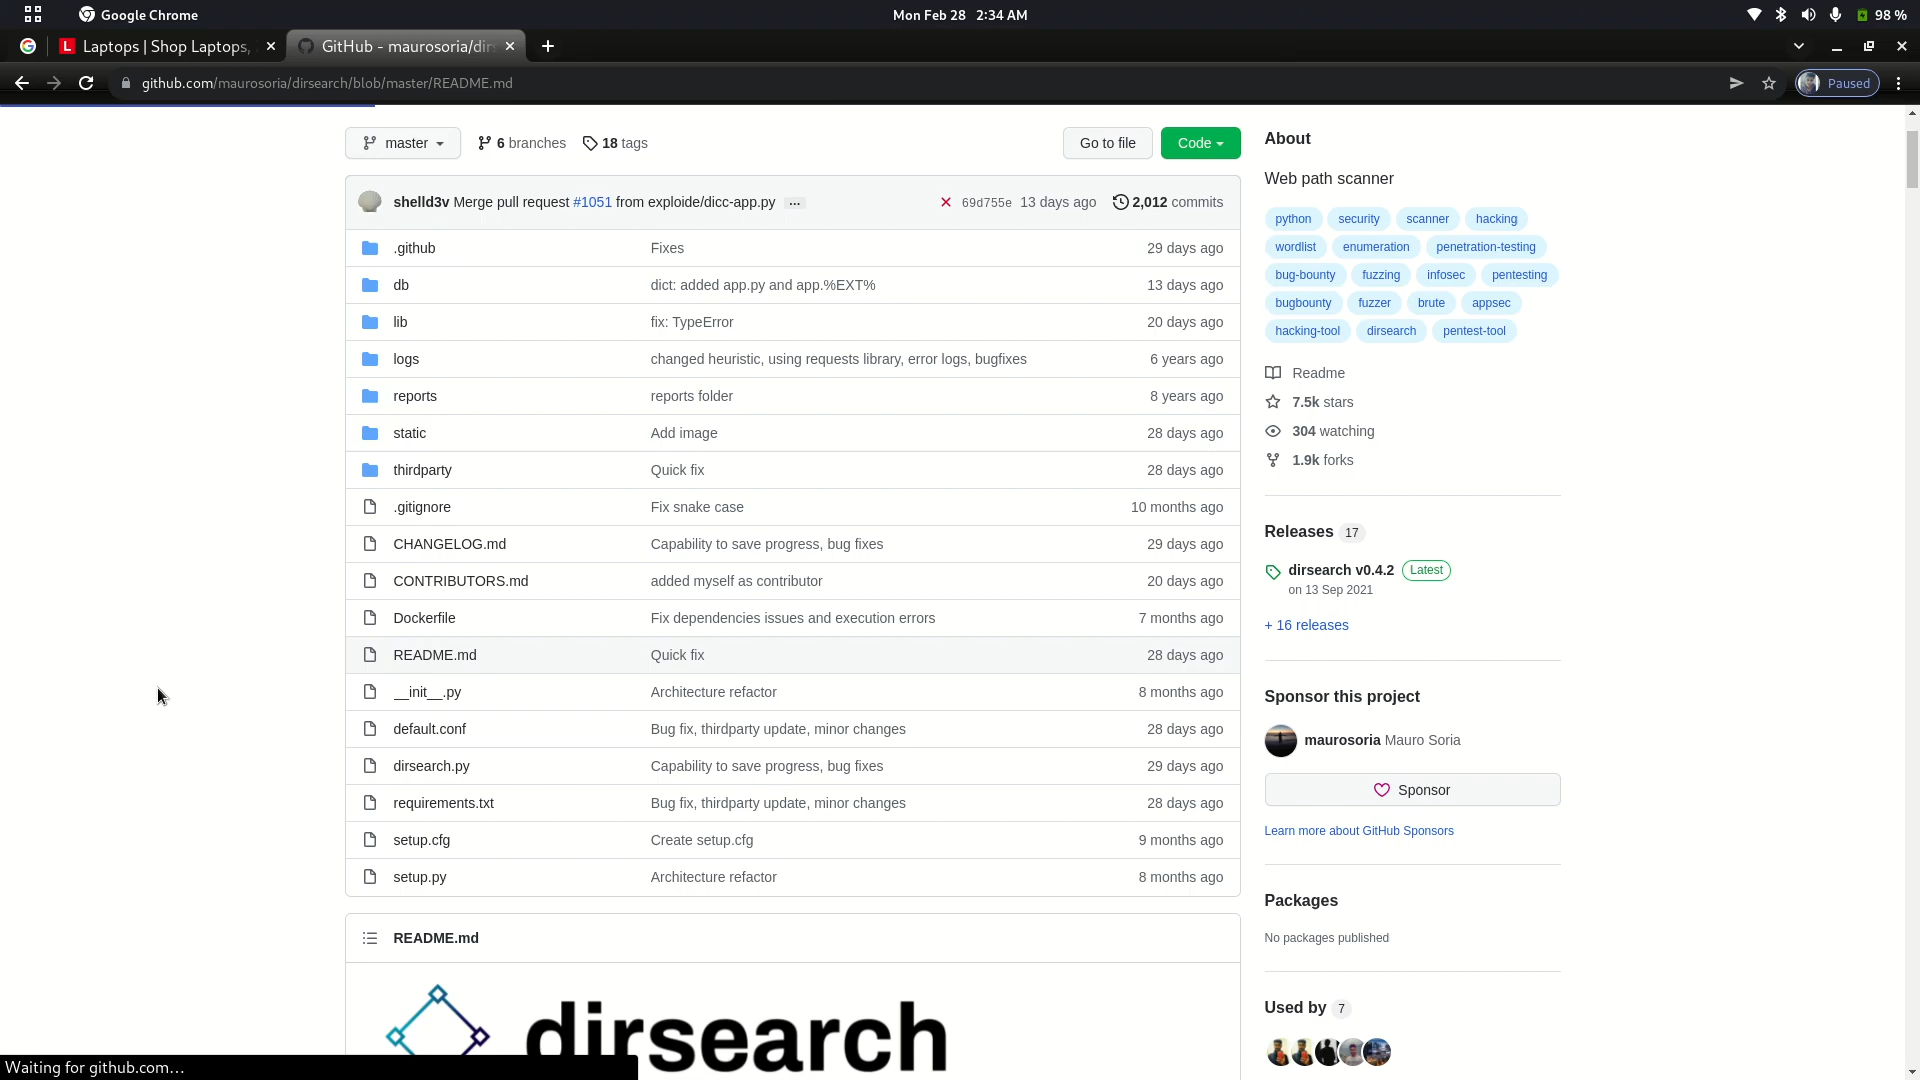 Google Chrome
Mon Feb 28 2:34 AM
98 %
Laptops | Shop Laptops,
GitHub - maurosoria/dirs
github.com/maurosoria/dirsearch/blob/master/README.md
Paused
master
6 branches
18 tags
Go to file
Code
shelld3v Merge pull request #1051 from exploide/dicc-app.py ...
69d755e 13 days ago
2,012 commits
.github Fixes 29 days ago
db dict: added app.py and app.%EXT% 13 days ago
lib fix: TypeError 20 days ago
logs changed heuristic, using requests library, error logs, bugfixes 6 years ago
reports reports folder 8 years ago
static Add image 28 days ago
thirdparty Quick fix 28 days ago
.gitignore Fix snake case 10 months ago
CHANGELOG.md Capability to save progress, bug fixes 29 days ago
CONTRIBUTORS.md added myself as contributor 20 days ago
Dockerfile Fix dependencies issues and execution errors 7 months ago
README.md Quick fix 28 days ago
__init__.py Architecture refactor 8 months ago
default.conf Bug fix, thirdparty update, minor changes 28 days ago
dirsearch.py Capability to save progress, bug fixes 29 days ago
requirements.txt Bug fix, thirdparty update, minor changes 28 days ago
setup.cfg Create setup.cfg 9 months ago
setup.py Architecture refactor 8 months ago
README.md
dirsearch
About
Web path scanner
python security scanner hacking
wordlist enumeration penetration-testing
bug-bounty fuzzing infosec pentesting
bugbounty fuzzer brute appsec
hacking-tool dirsearch pentest-tool
Readme
7.5k stars
304 watching
1.9k forks
Releases 17
dirsearch v0.4.2 Latest
on 13 Sep 2021
+ 16 releases
Sponsor this project
maurosoria Mauro Soria
Sponsor
Learn more about GitHub Sponsors
Packages
No packages published
Used by 7
Waiting for github.com…